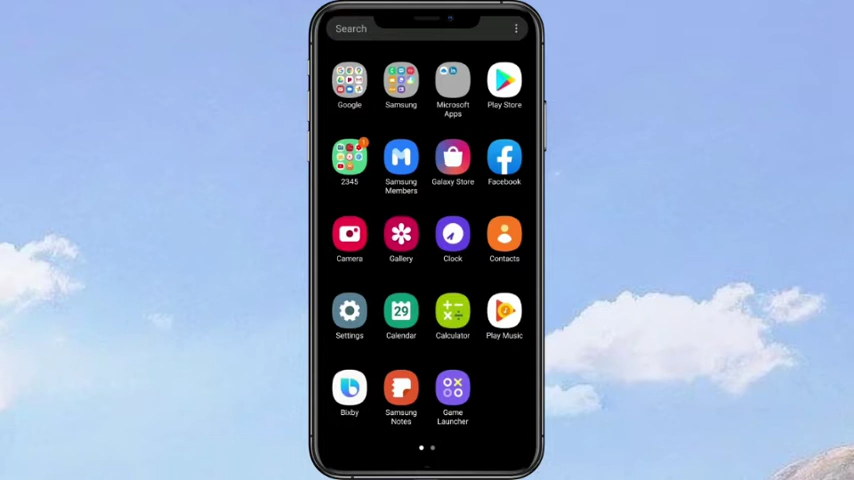 Search
Google
Samsung
Microsoft
Apps
Play Store
2345
Samsung
Members
Galaxy Store
Facebook
Camera
Gallery
Clock
Contacts
Settings
29
Calendar
Calculator
Play Music
Bixby
Samsung
Notes
Game
Launcher